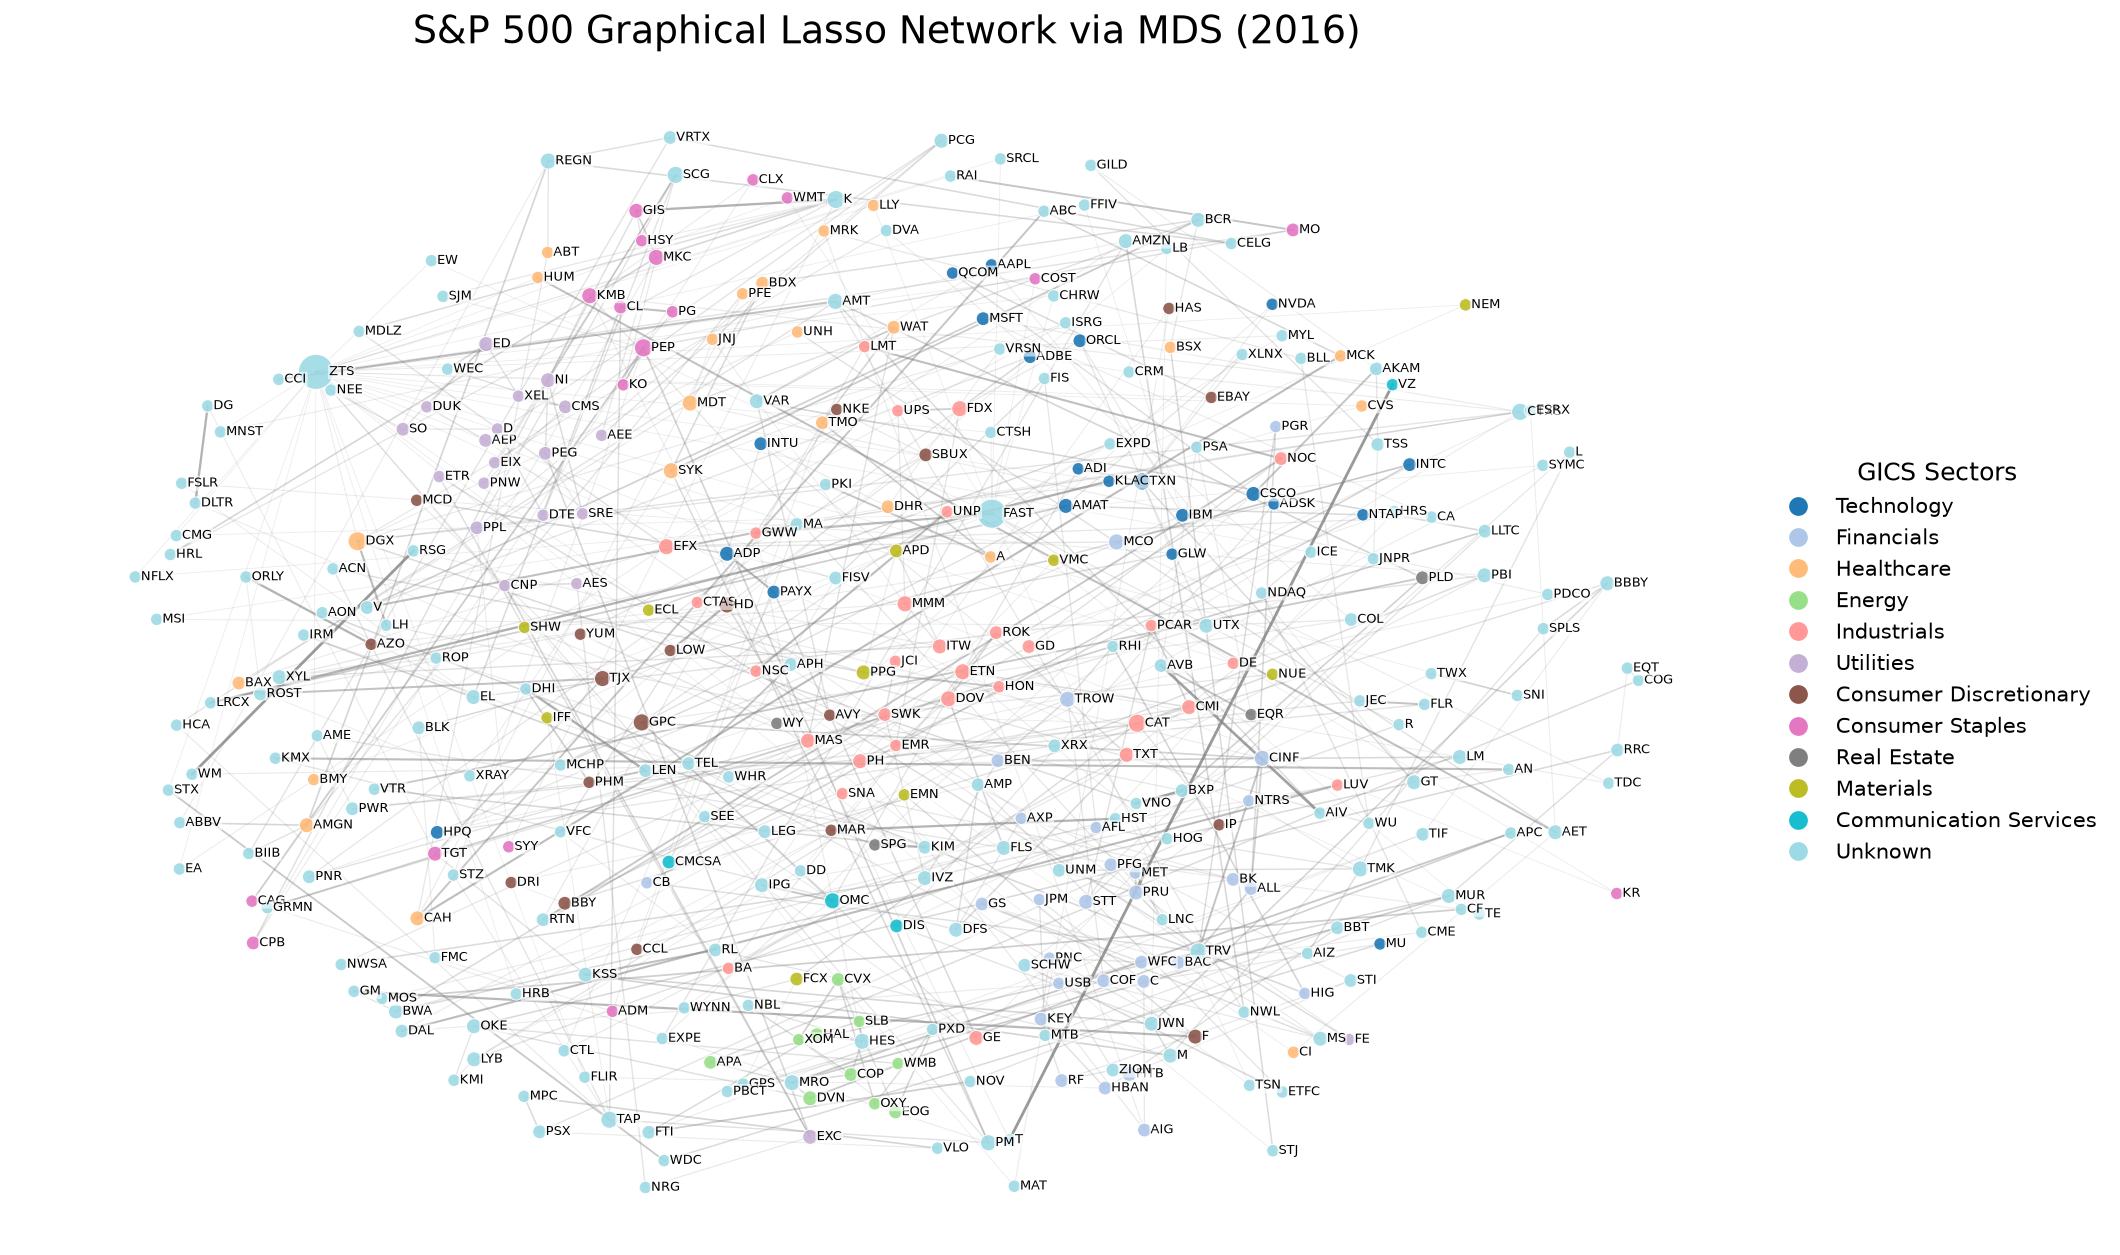 S&P 500 Graphical Lasso Network via MDS (2016)
VRTX
PCG
REGN
SRCL
GILD
SCG
RAI
CLX
WMT
K
LLY
FFIV
GIS
ABC
BCR
MRK
DVA
MO
HSY
AMZN
CELG
LB
ABT
MKC
EW
AAPL
QCOM
HUM
COST
BDX
PFE
SJM
KMB
CHRW
AMT
CL
PG
HAS
NVDA
NEM
MSFT
ISRG
MDLZ
UNH
WAT
MYL
JNJ
ORCL
ED
PEP
LMT
VRSN
ADBE
BSX
XLNX
BLL
MCK
ZTS
WEC
CRM
AKAM
CCI
NI
FIS
NEE
KO
VZ
XEL
EBAY
DG
DUK
CMS
MDT
VAR
NKE
UPS
FDX
CVS
ESRX
TMO
MNST
SO
D
AEE
CTSH
PGR
AEP
INTU
EXPD
PSA
TSS
PEG
SBUX
L
EIX
NOC
INTC
SYMC
SYK
ADI
ETR
PNW
PKI
KLAC
TXN
FSLR
CSCO
DLTR
MCD
DHR
AMAT
ADSK
DTE
SRE
UNP
FAST
IBM
NTAP
HRS
CA
PPL
MA
CMG
GWW
LLTC
DGX
EFX
MCO
HRL
RSG
ADP
APD
A
VMC
GLW
ICE
JNPR
ACN
NFLX
ORLY
FISV
PLD
PBI
CNP
AES
BBBY
PAYX
NDAQ
PDCO
V
ECL
CTAS
HD
MMM
AON
MSI
LH
SHW
PCAR
UTX
COL
SPLS
IRM
YUM
ROK
AZO
LOW
ITW
GD
RHI
ROP
JCI
DE
APH
AVB
EQT
XYL
TJX
NSC
PPG
ETN
NUE
TWX
COG
BAX
DHI
HON
ROST
EL
SNI
LRCX
DOV
TROW
JEC
FLR
CMI
IFF
AVY
SWK
EQR
HCA
BLK
GPC
WY
CAT
R
AME
MAS
EMR
XRX
RRC
KMX
PH
BEN
TXT
CINF
LM
MCHP
TEL
LEN
AN
WM
XRAY
WHR
BMY
PHM
AMP
GT
TDC
STX
VTR
SNA
EMN
BXP
LUV
NTRS
PWR
VNO
AIV
SEE
AXP
HST
ABBV
AMGN
HPQ
VFC
LEG
MAR
AFL
IP
WU
TIF
APC
AET
HOG
BIIB
TGT
SYY
SPG
KIM
FLS
EA
CMCSA
DD
UNM
PFG
TMK
PNR
STZ
DRI
CB
IPG
IVZ
MET
BK
ALL
PRU
MUR
KR
CAG
GRMN
BBY
OMC
GS
JPM
STT
CF
TE
CAH
RTN
DIS
DFS
LNC
BBT
CME
CPB
CCL
RL
TRV
AIZ
MU
FMC
PNC
NWSA
BA
SCHW
WFC
BAC
KSS
FCX
CVX
USB
COF
C
STI
GM
HRB
HIG
MOS
NBL
BWA
ADM
WYNN
NWL
DAL
OKE
SLB
KEY
JWN
PXD
MTB
F
HAL
XOM
EXPE
HES
GE
MS
FE
CTL
M
CI
LYB
APA
WMB
ZION
COP
KMI
FLIR
MRO
NOV
RF
GPS
PBCT
HBAN
TSN
ETFC
MPC
DVN
OXY
EOG
TAP
PSX
FTI
EXC
AIG
PM
T
VLO
STJ
WDC
NRG
MAT
GICS Sectors
Technology
Financials
Healthcare
Energy
Industrials
Utilities
Consumer Discretionary
Consumer Staples
Real Estate
Materials
Communication Services
Unknown